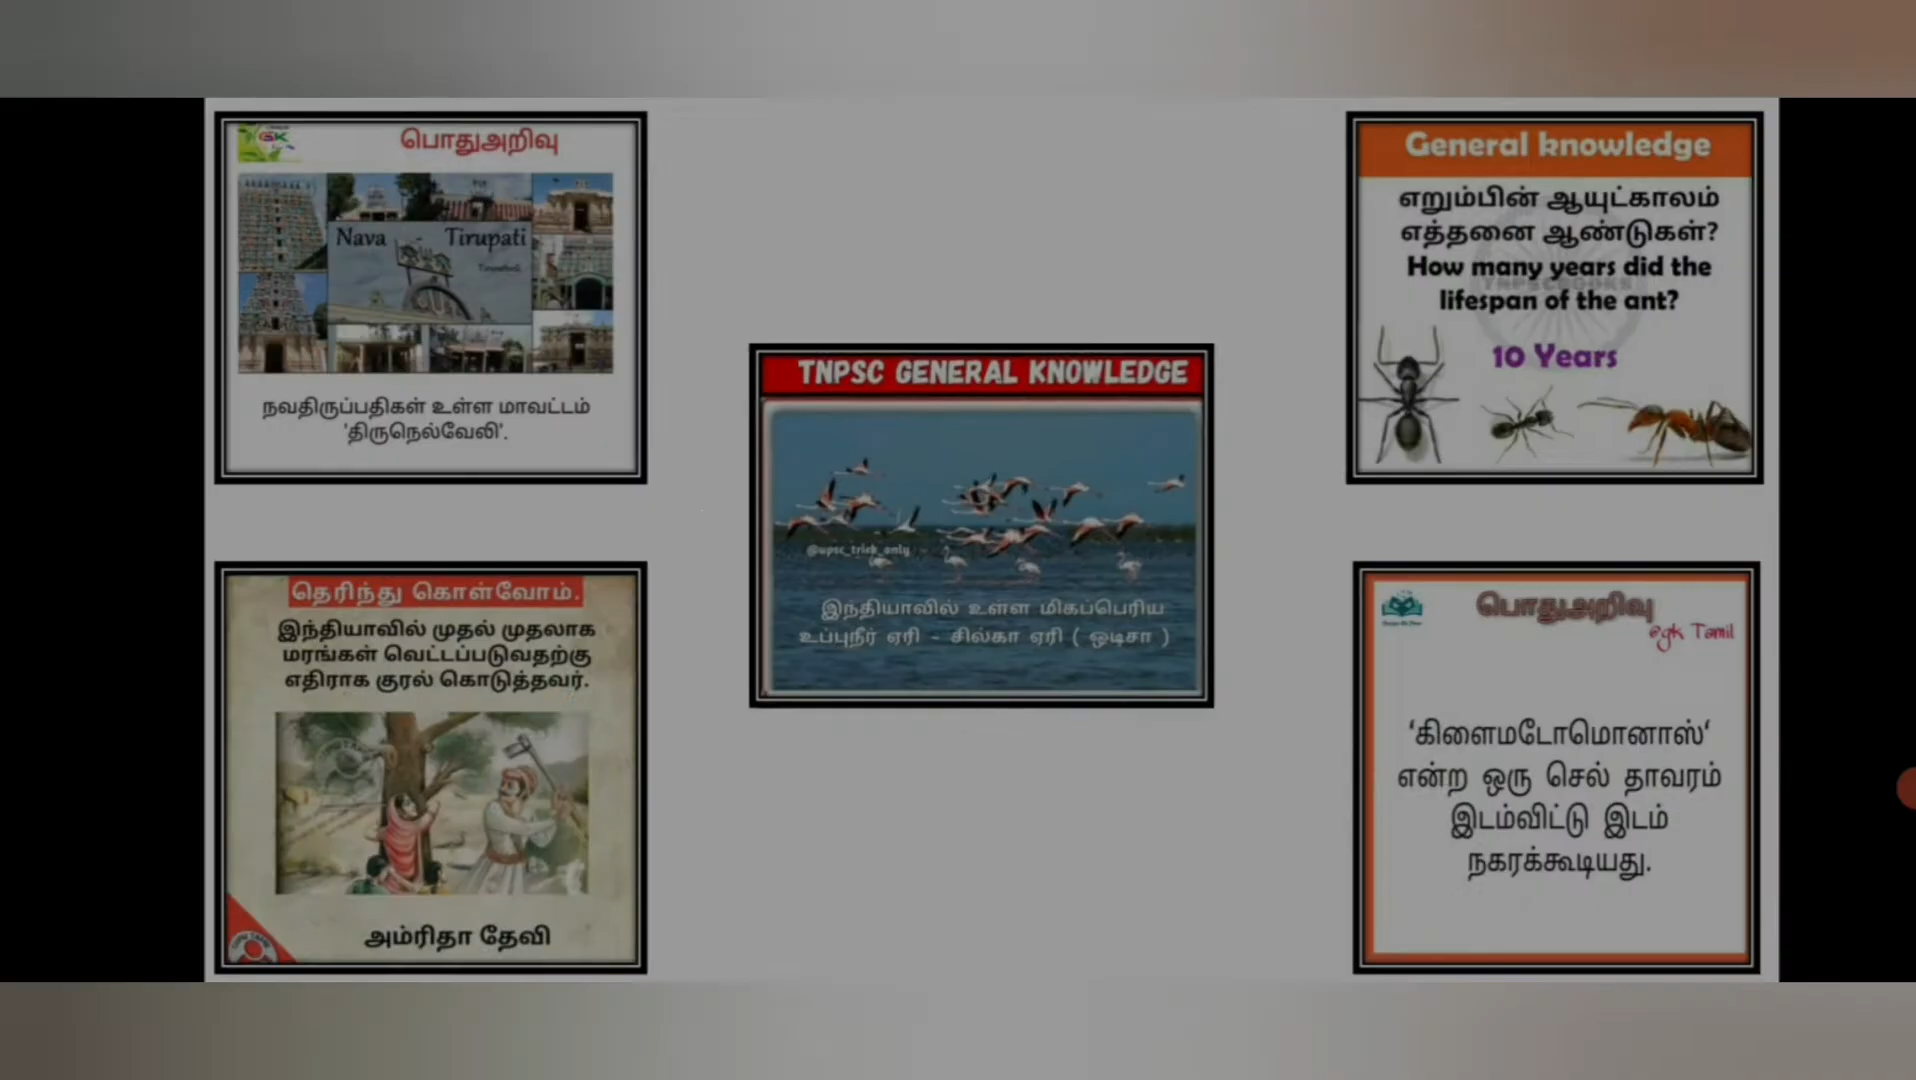 GK
பொதுஅறிவு
Nava Tirupati
நவதிருப்பதிகள் உள்ள மாவட்டம்
'திருநெல்வேலி'.
General knowledge
எறும்பின் ஆயுட்காலம்
எத்தனை ஆண்டுகள்?
How many years did the
lifespan of the ant?
TNPSCBOOKS
10 Years
TNPSC GENERAL KNOWLEDGE
@upsc_trick_only
இந்தியாவில் உள்ள மிகப்பெரிய
உப்புநீர் ஏரி - சில்கா ஏரி ( ஒடிசா )
தெரிந்து கொள்வோம்.
இந்தியாவில் முதல் முதலாக
மரங்கள் வெட்டப்படுவதற்கு
எதிராக குரல் கொடுத்தவர்.
அம்ரிதா தேவி
பொதுஅறிவு
@gk Tamil
‘கிளைமடோமொனாஸ்‘
என்ற ஒரு செல் தாவரம்
இடம்விட்டு இடம்
நகரக்கூடியது.